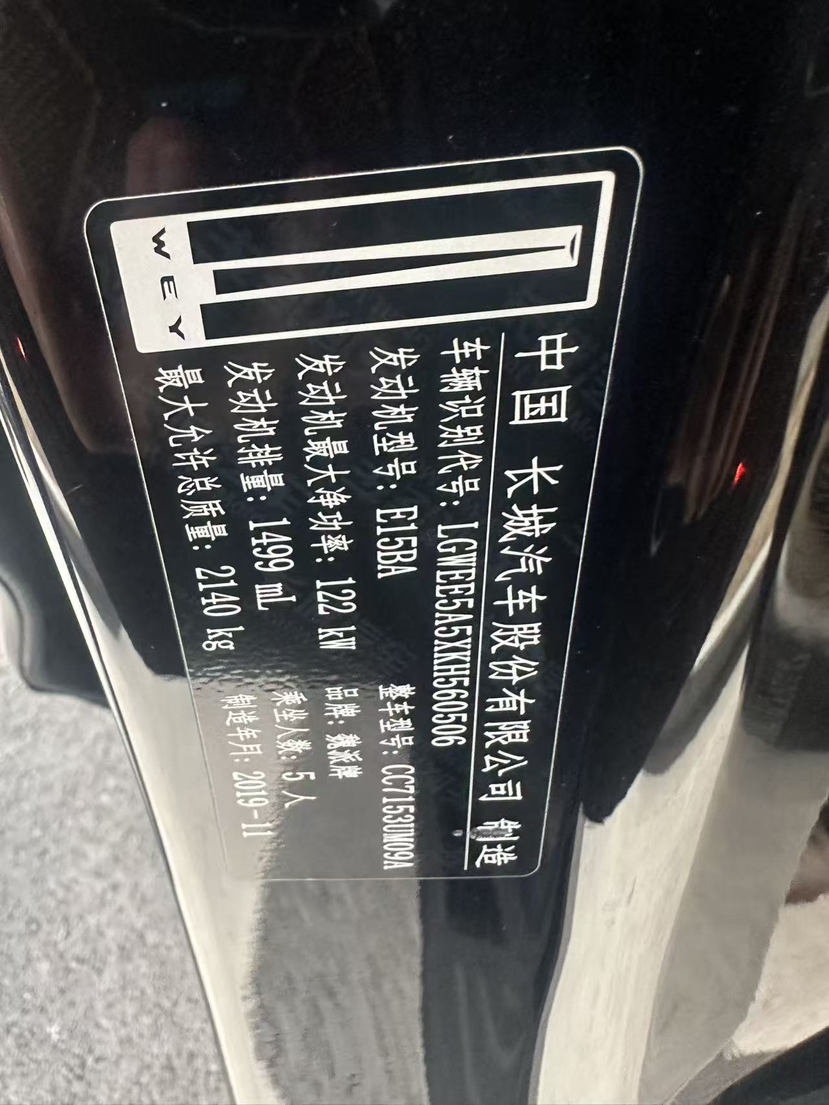 WEY
中国 长城汽车股份有限公司 制造
车辆识别代号: LGWEE5A5XKH560506
发动机型号: E15BA 整车型号: CC7153UM09A
发动机最大净功率: 122 kW 品牌: 魏派牌
发动机排量: 1499 mL 乘坐人数: 5 人
最大允许总质量: 2140 kg 制造年月: 2019-11